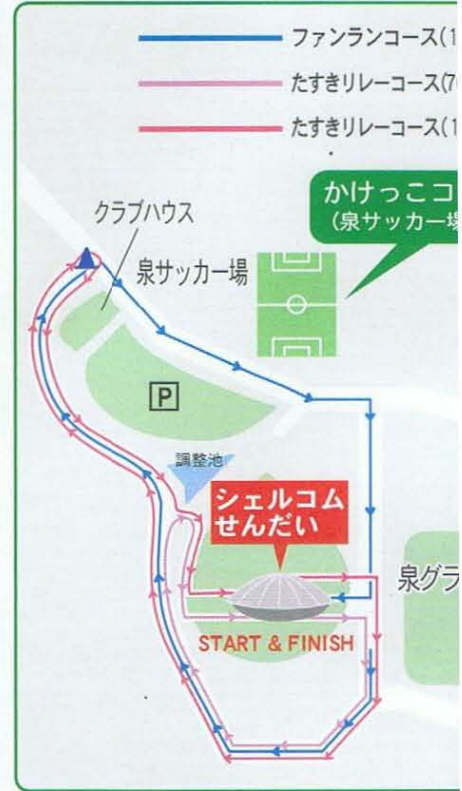 ファンランコース(1
たすきリレーコース(7
たすきリレーコース(1
かけっこコ
(泉サッカー場
クラブハウス
泉サッカー場
P
調整池
シェルコム
せんだい
泉グラ
START & FINISH